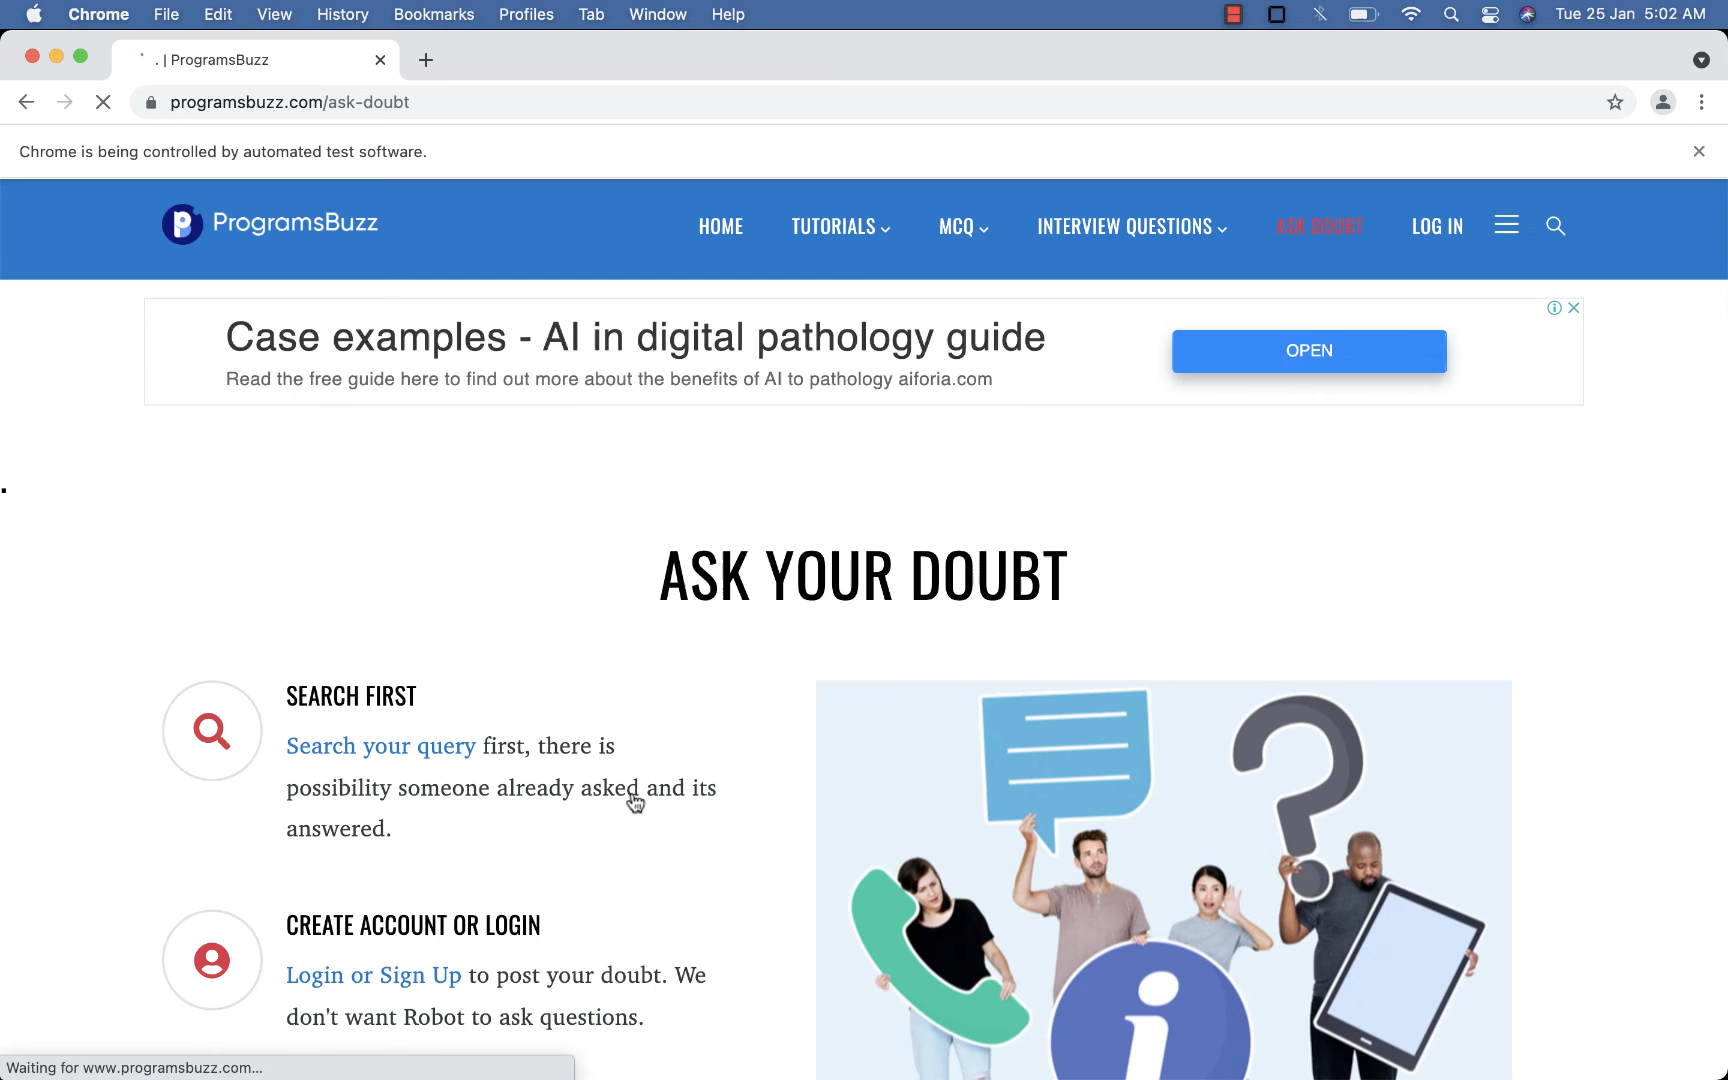 Chrome File Edit View History Bookmarks Profiles Tab Window Help Tue 25 Jan 5:02 AM
. | ProgramsBuzz
programsbuzz.com/ask-doubt
Chrome is being controlled by automated test software.
ProgramsBuzz HOME TUTORIALS MCQ INTERVIEW QUESTIONS ASK DOUBT LOG IN
Case examples - AI in digital pathology guide
Read the free guide here to find out more about the benefits of AI to pathology aiforia.com
OPEN
.
ASK YOUR DOUBT
SEARCH FIRST
Search your query first, there is
possibility someone already asked and its
answered.
CREATE ACCOUNT OR LOGIN
Login or Sign Up to post your doubt. We
don't want Robot to ask questions.
i
Waiting for www.programsbuzz.com...